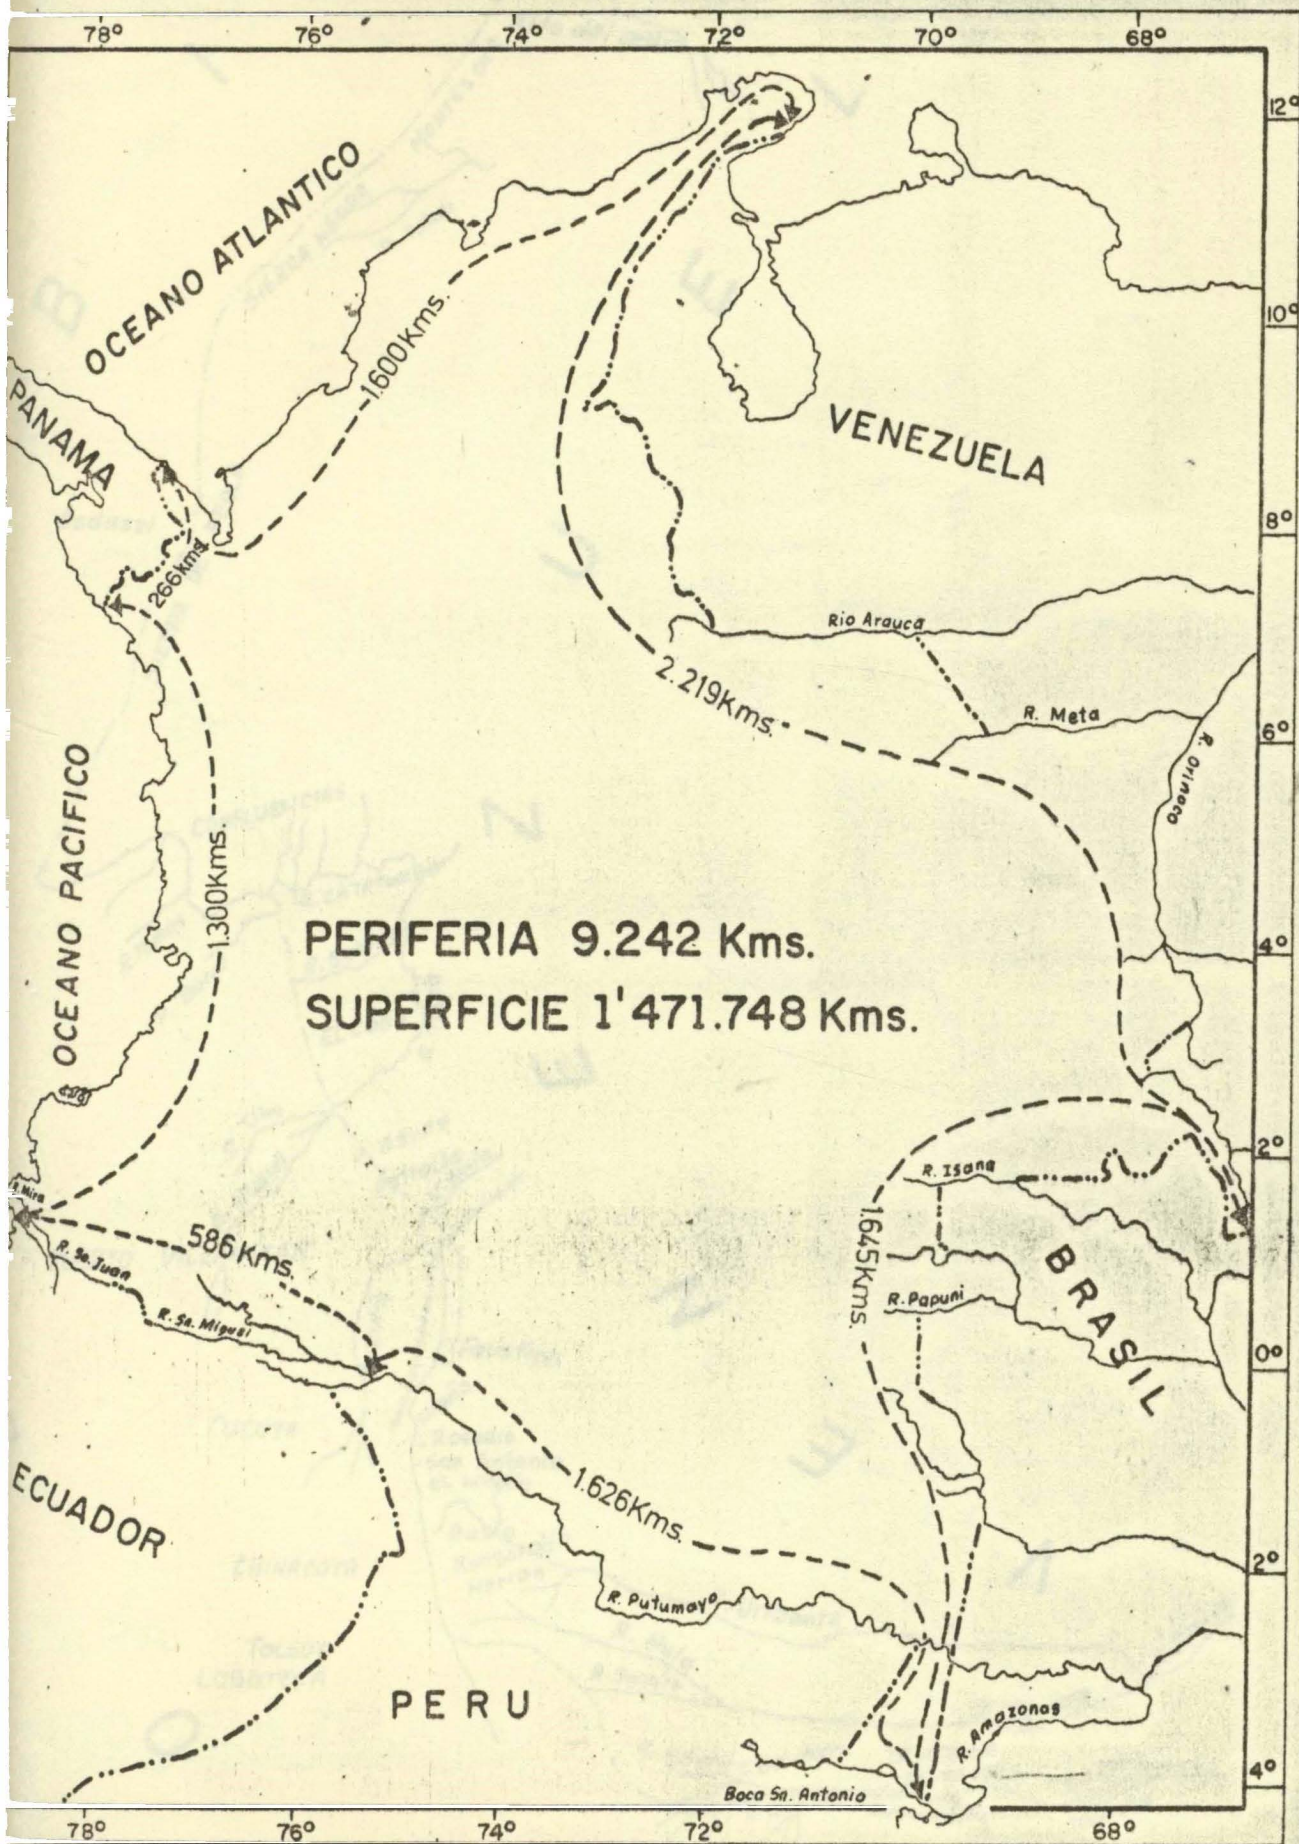 78° 76° 74° 72° 70° 68°
12°
OCEANO ATLANTICO
10°
1.600Kms.
PANAMA
VENEZUELA
8°
266kms.
Rio Arauca
2.219Kms.
R. Meta
6°
R. Orinoco
OCEANO PACIFICO
1.300Kms.
PERIFERIA 9.242 Kms.
4°
SUPERFICIE 1'471.748 Kms.
2°
R. Isana
R. Mira
586Kms.
1.645Kms.
R. Sn. Juan
BRASIL
R. Papuni
R. Sn. Miguel
0°
ECUADOR
1.626Kms.
2°
R. Putumayo
PERU
R. Amazonas
4°
Boca Sn. Antonio
78° 76° 74° 72° 68°